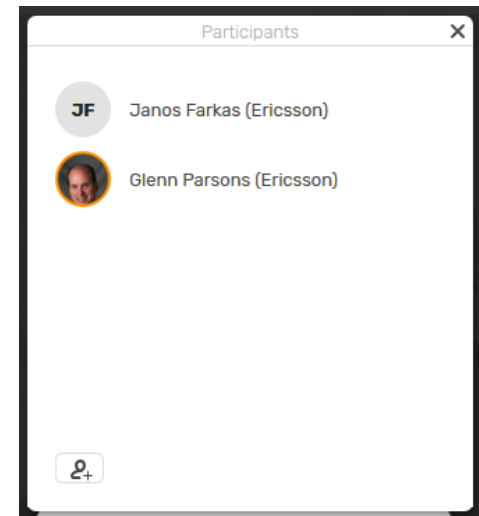 Participants
JF
Janos Farkas (Ericsson)
Glenn Parsons (Ericsson)